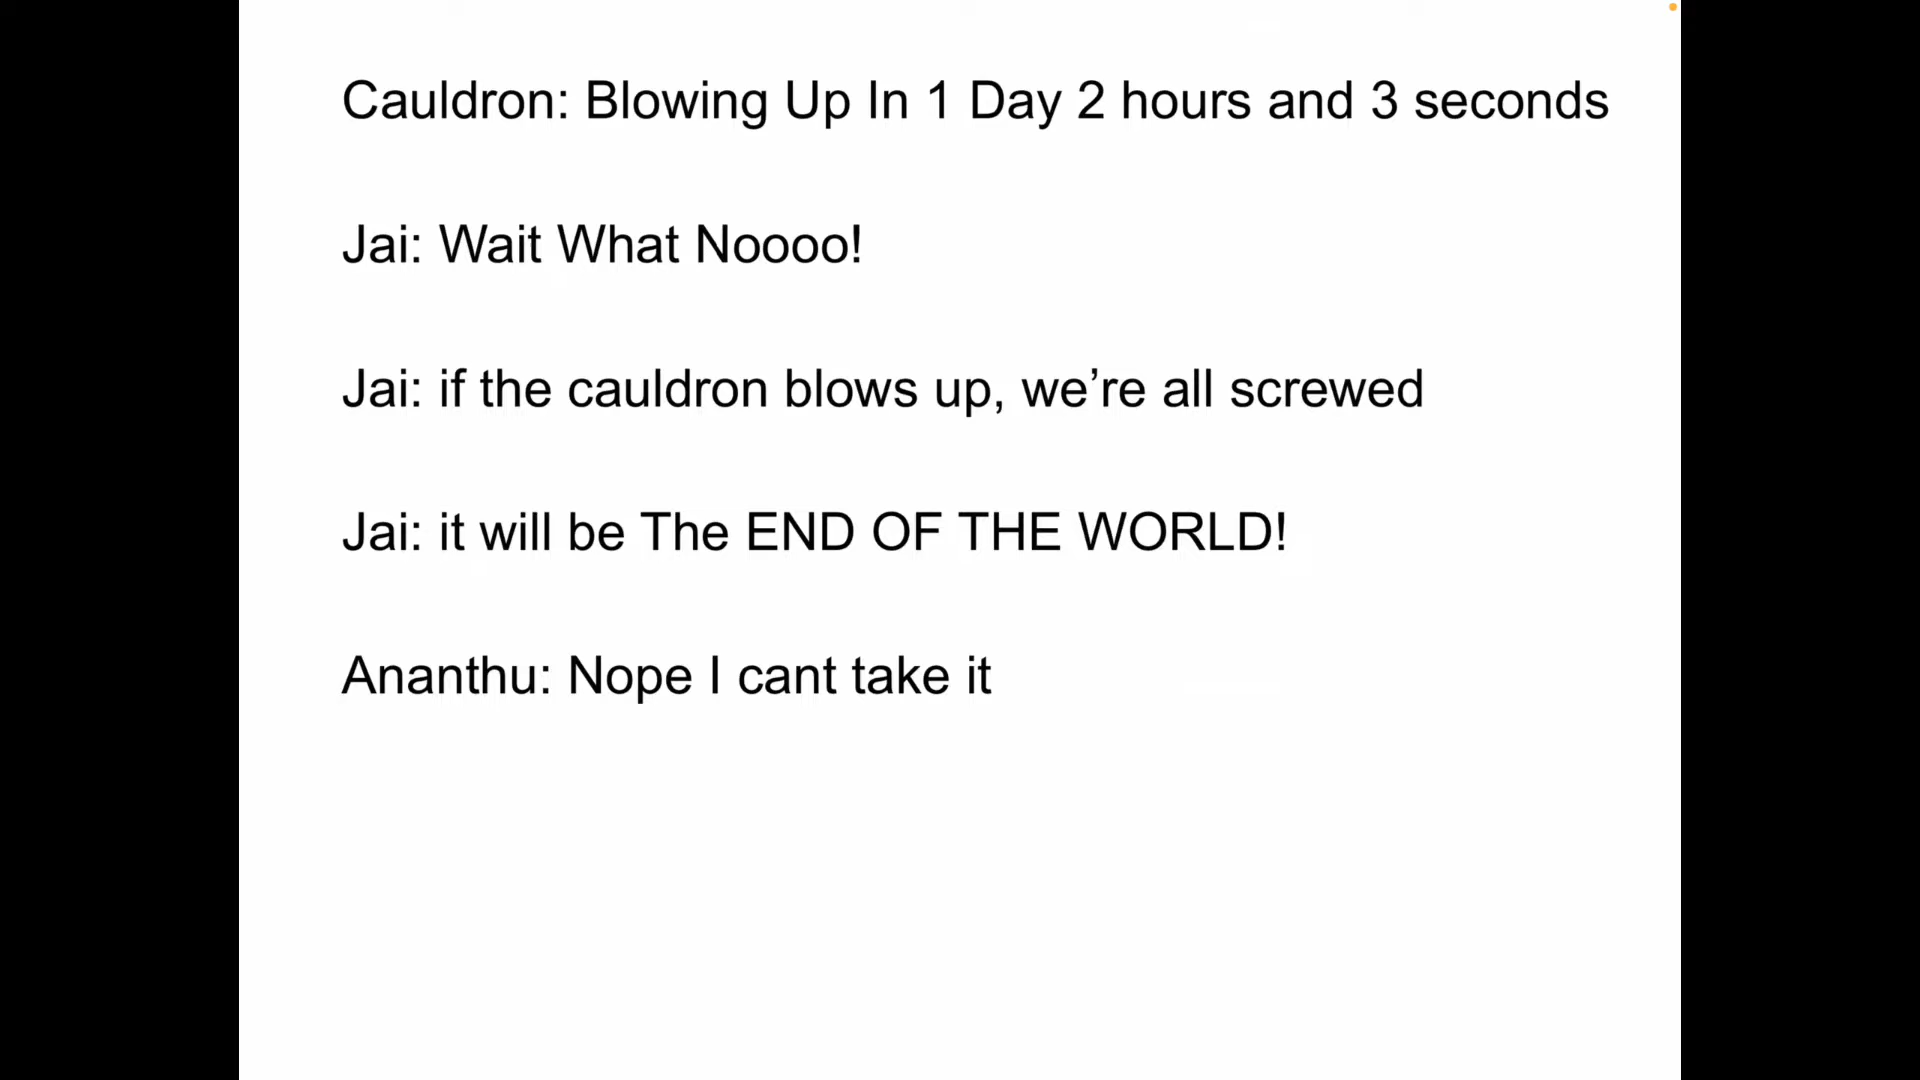 Cauldron: Blowing Up In 1 Day 2 hours and 3 seconds
Jai: Wait What Noooo!
Jai: if the cauldron blows up, we’re all screwed
Jai: it will be The END OF THE WORLD!
Ananthu: Nope I cant take it